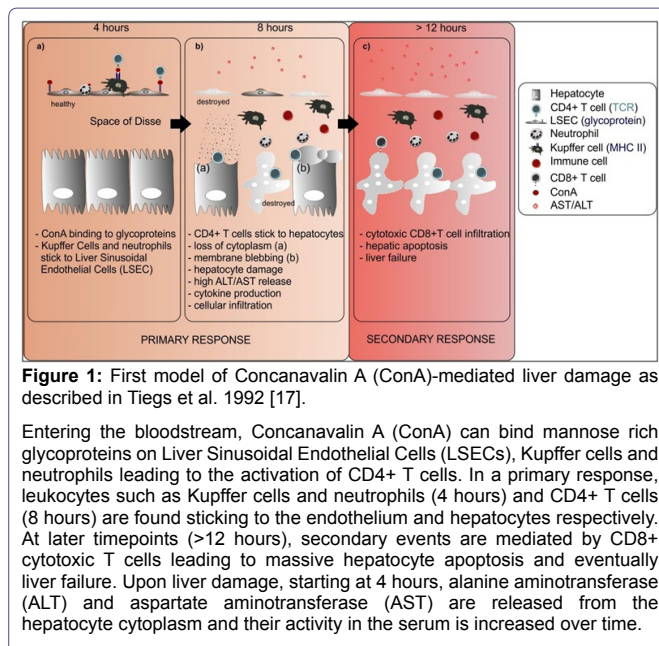 4 hours
8 hours
> 12 hours
a)
b)
c)
healthy
destroyed
destroyed
Space of Disse
(a)
(b)
destroyed
- ConA binding to glycoproteins
- Kupffer Cells and neutrophils
stick to Liver Sinusoidal
Endothelial Cells (LSEC)
- CD4+ T cells stick to hepatocytes
- loss of cytoplasm (a)
- membrane blebbing (b)
- hepatocyte damage
- high ALT/AST release
- cytokine production
- cellular infiltration
- cytotoxic CD8+T cell infiltration
- hepatic apoptosis
- liver failure
PRIMARY RESPONSE
SECONDARY RESPONSE
Hepatocyte
CD4+ T cell (TCR)
LSEC (glycoprotein)
Neutrophil
Kupffer cell (MHC II)
Immune cell
CD8+ T cell
ConA
AST/ALT
Figure 1: First model of Concanavalin A (ConA)-mediated liver damage as
described in Tiegs et al. 1992 [17].
Entering the bloodstream, Concanavalin A (ConA) can bind mannose rich
glycoproteins on Liver Sinusoidal Endothelial Cells (LSECs), Kupffer cells and
neutrophils leading to the activation of CD4+ T cells. In a primary response,
leukocytes such as Kupffer cells and neutrophils (4 hours) and CD4+ T cells
(8 hours) are found sticking to the endothelium and hepatocytes respectively.
At later timepoints (>12 hours), secondary events are mediated by CD8+
cytotoxic T cells leading to massive hepatocyte apoptosis and eventually
liver failure. Upon liver damage, starting at 4 hours, alanine aminotransferase
(ALT) and aspartate aminotransferase (AST) are released from the
hepatocyte cytoplasm and their activity in the serum is increased over time.